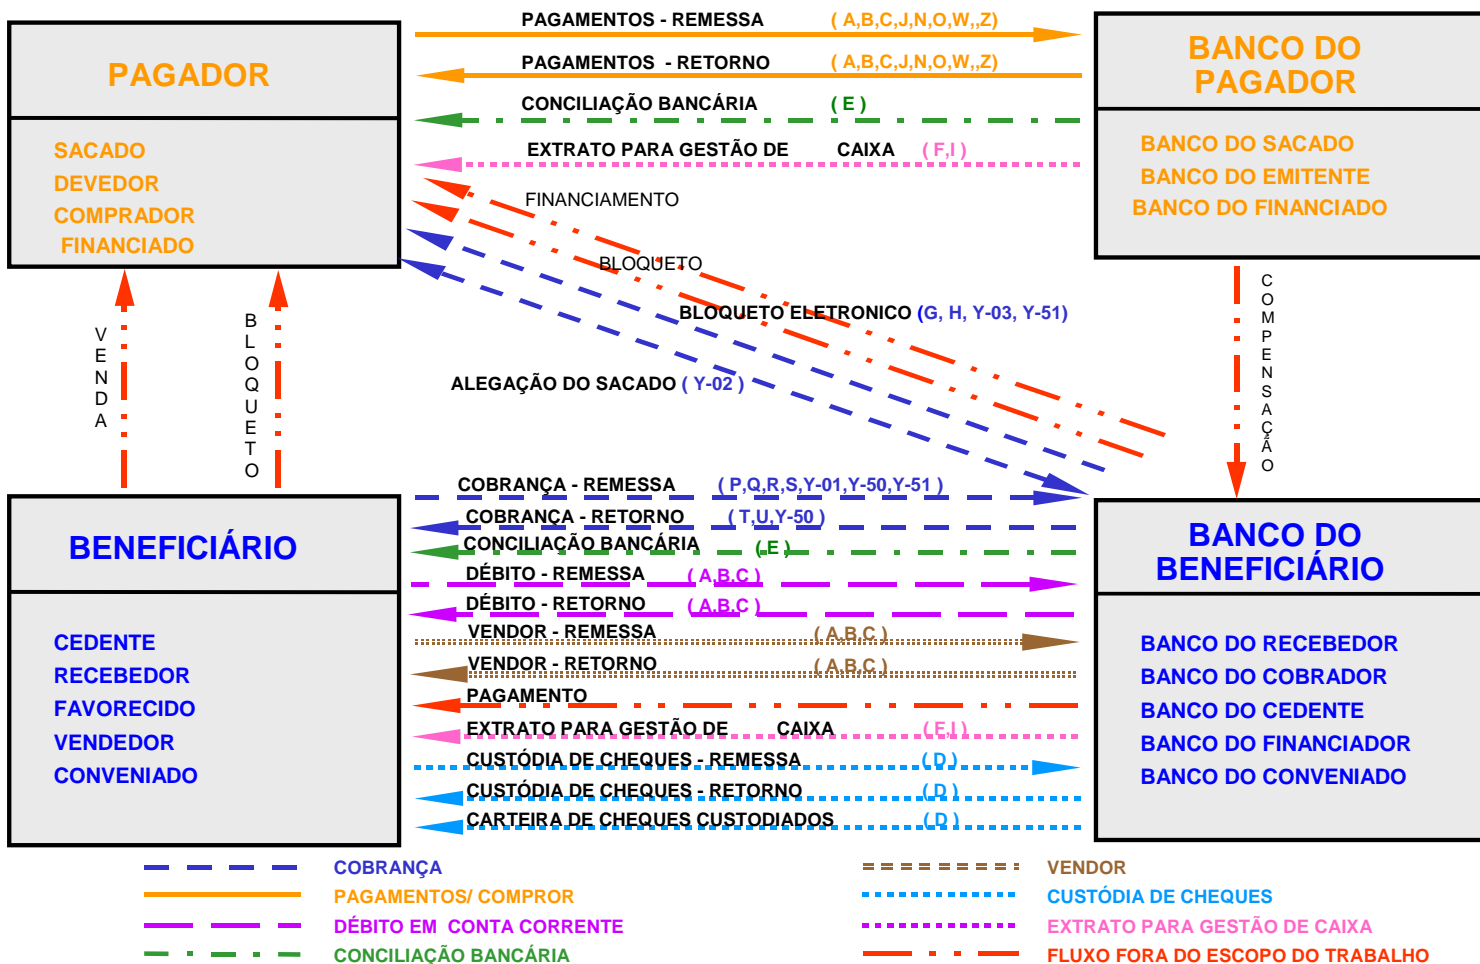 PAGAMENTOS - REMESSA ( A,B,C,J,N,O,W,,Z)
PAGADOR
BANCO DO
PAGADOR
PAGAMENTOS - RETORNO ( A,B,C,J,N,O,W,,Z)
CONCILIAÇÃO BANCÁRIA ( E )
EXTRATO PARA GESTÃO DE CAIXA ( F,I )
SACADO
DEVEDOR
COMPRADOR
FINANCIADO
BANCO DO SACADO
BANCO DO EMITENTE
BANCO DO FINANCIADO
FINANCIAMENTO
BLOQUETO
BLOQUETO ELETRONICO (G, H, Y-03, Y-51)
ALEGAÇÃO DO SACADO ( Y-02 )
VENDA
BLOQUETO
COMPENSAÇÃO
COBRANÇA - REMESSA ( P,Q,R,S,Y-01,Y-50,Y-51 )
COBRANÇA - RETORNO ( T,U,Y-50 )
BENEFICIÁRIO
BANCO DO
BENEFICIÁRIO
CONCILIAÇÃO BANCÁRIA ( E )
DÉBITO - REMESSA ( A,B,C )
DÉBITO - RETORNO ( A,B,C )
VENDOR - REMESSA ( A,B,C )
VENDOR - RETORNO ( A,B,C )
PAGAMENTO
EXTRATO PARA GESTÃO DE CAIXA ( F,I )
CUSTÓDIA DE CHEQUES - REMESSA ( D )
CUSTÓDIA DE CHEQUES - RETORNO ( D )
CARTEIRA DE CHEQUES CUSTODIADOS ( D )
CEDENTE
RECEBEDOR
FAVORECIDO
VENDEDOR
CONVENIADO
BANCO DO RECEBEDOR
BANCO DO COBRADOR
BANCO DO CEDENTE
BANCO DO FINANCIADOR
BANCO DO CONVENIADO
COBRANÇA
PAGAMENTOS/ COMPROR
DÉBITO EM CONTA CORRENTE
CONCILIAÇÃO BANCÁRIA
VENDOR
CUSTÓDIA DE CHEQUES
EXTRATO PARA GESTÃO DE CAIXA
FLUXO FORA DO ESCOPO DO TRABALHO